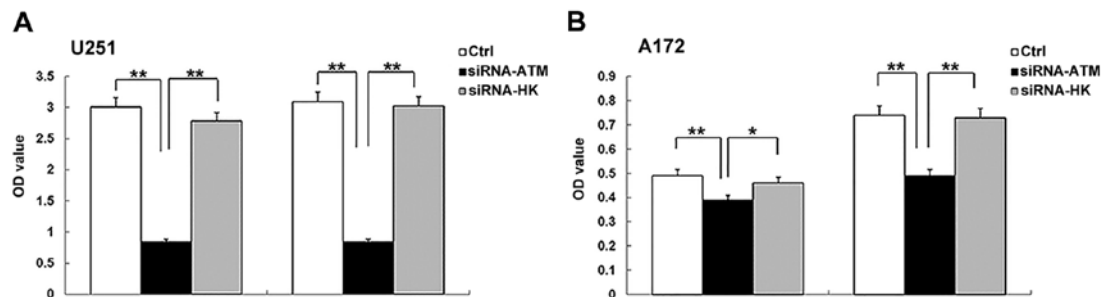 A
U251
Ctrl
siRNA-ATM
siRNA-HK
OD value
3.5
3
2.5
2
1.5
1
0.5
0
** **
** **
B
A172
Ctrl
siRNA-ATM
siRNA-HK
OD value
0.9
0.8
0.7
0.6
0.5
0.4
0.3
0.2
0.1
0
** *
** **